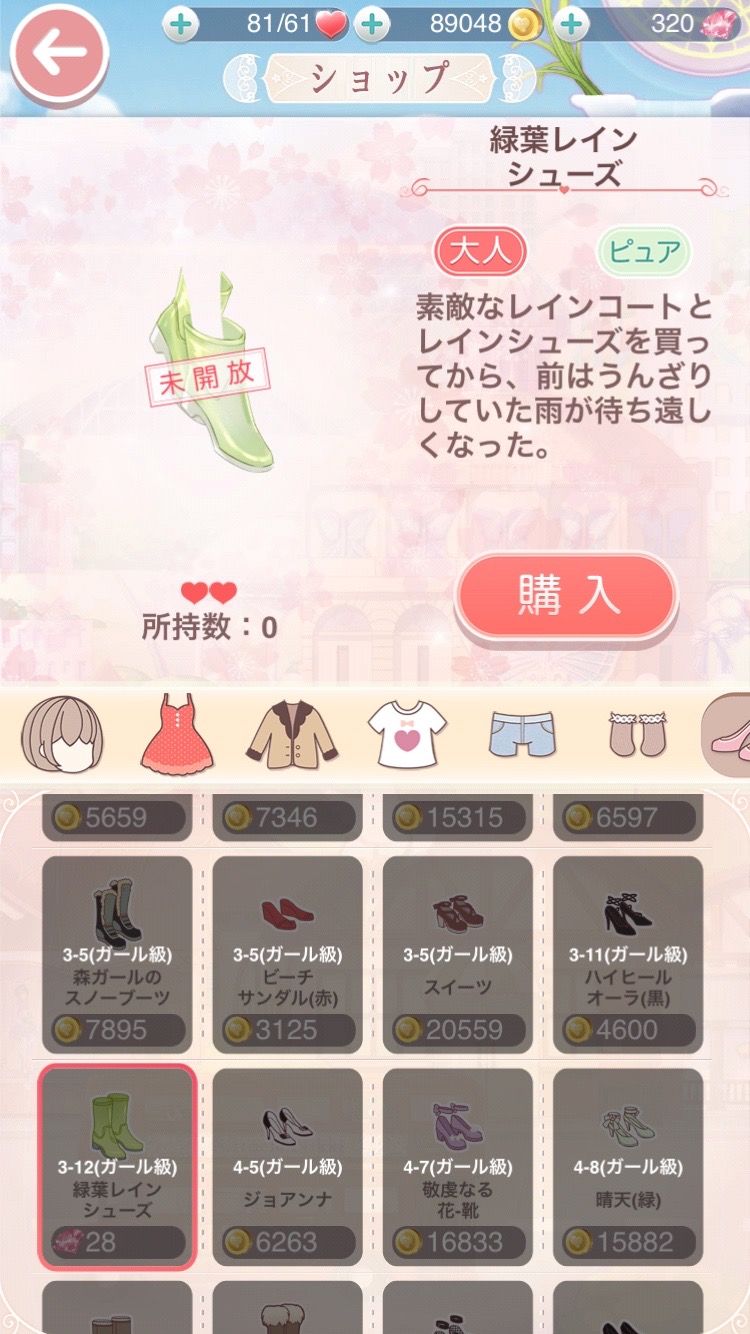 81/61
89048
320
ショップ
緑葉レイン
シューズ
大人
ピュア
素敵なレインコートと
レインシューズを買っ
てから、前はうんざり
していた雨が待ち遠し
くなった。
未開放
所持数：0
購入
5659
7346
15315
6597
3-5(ガール級)
森ガールの
スノーブーツ
7895
3-5(ガール級)
ビーチ
サンダル(赤)
3125
3-5(ガール級)
スイーツ
20559
3-11(ガール級)
ハイヒール
オーラ(黒)
4600
3-12(ガール級)
緑葉レイン
シューズ
28
4-5(ガール級)
ジョアンナ
6263
4-7(ガール級)
敬虔なる
花-靴
16833
4-8(ガール級)
晴天(緑)
15882